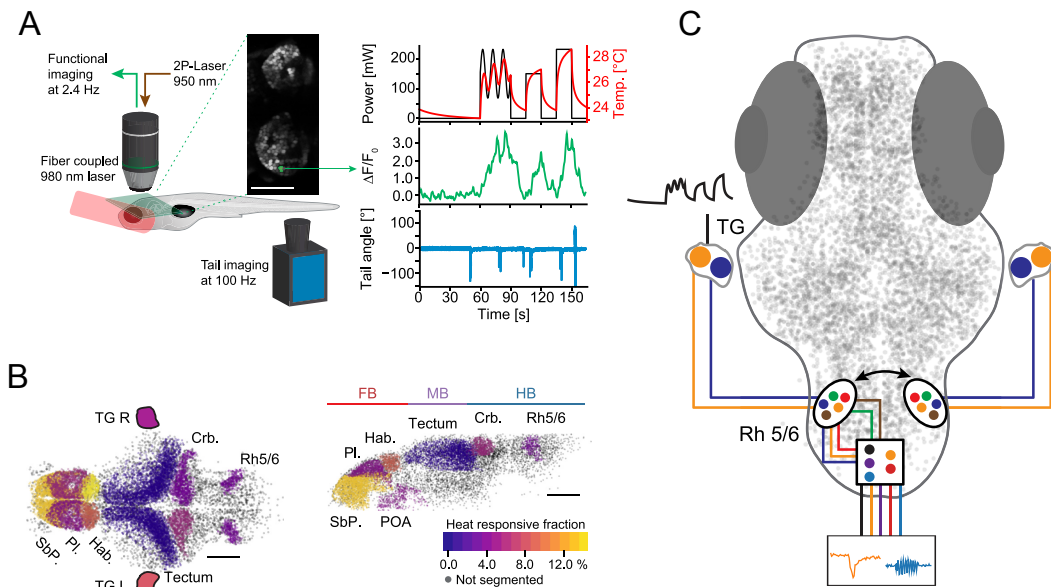 A
Functional
imaging
at 2.4 Hz
2P-Laser
950 nm
Fiber coupled
980 nm laser
Tail imaging
at 100 Hz
Power [mW]
200
100
0
28
26
24
Temp. [°C]
ΔF/F0
3.0
2.0
1.0
0.0
Tail angle [°]
100
0
−100
0 30 60 90 120 150
Time [s]
B
TG R
Crb.
Rh5/6
SbP.
Pl.
Hab.
Tectum
TG L
FB MB HB
Tectum
Crb.
Rh5/6
Hab.
Pl.
SbP.
POA
Heat responsive fraction
0.0 4.0 8.0 12.0 %
Not segmented
C
TG
Rh 5/6